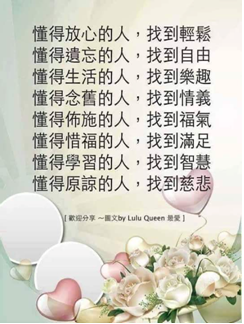 懂得放心的人，找到輕鬆
懂得遺忘的人，找到自由
懂得生活的人，找到樂趣
懂得念舊的人，找到情義
懂得佈施的人，找到福氣
懂得惜福的人，找到滿足
懂得學習的人，找到智慧
懂得原諒的人，找到慈悲
[ 歡迎分享 ～圖文by Lulu Queen 最愛 ]